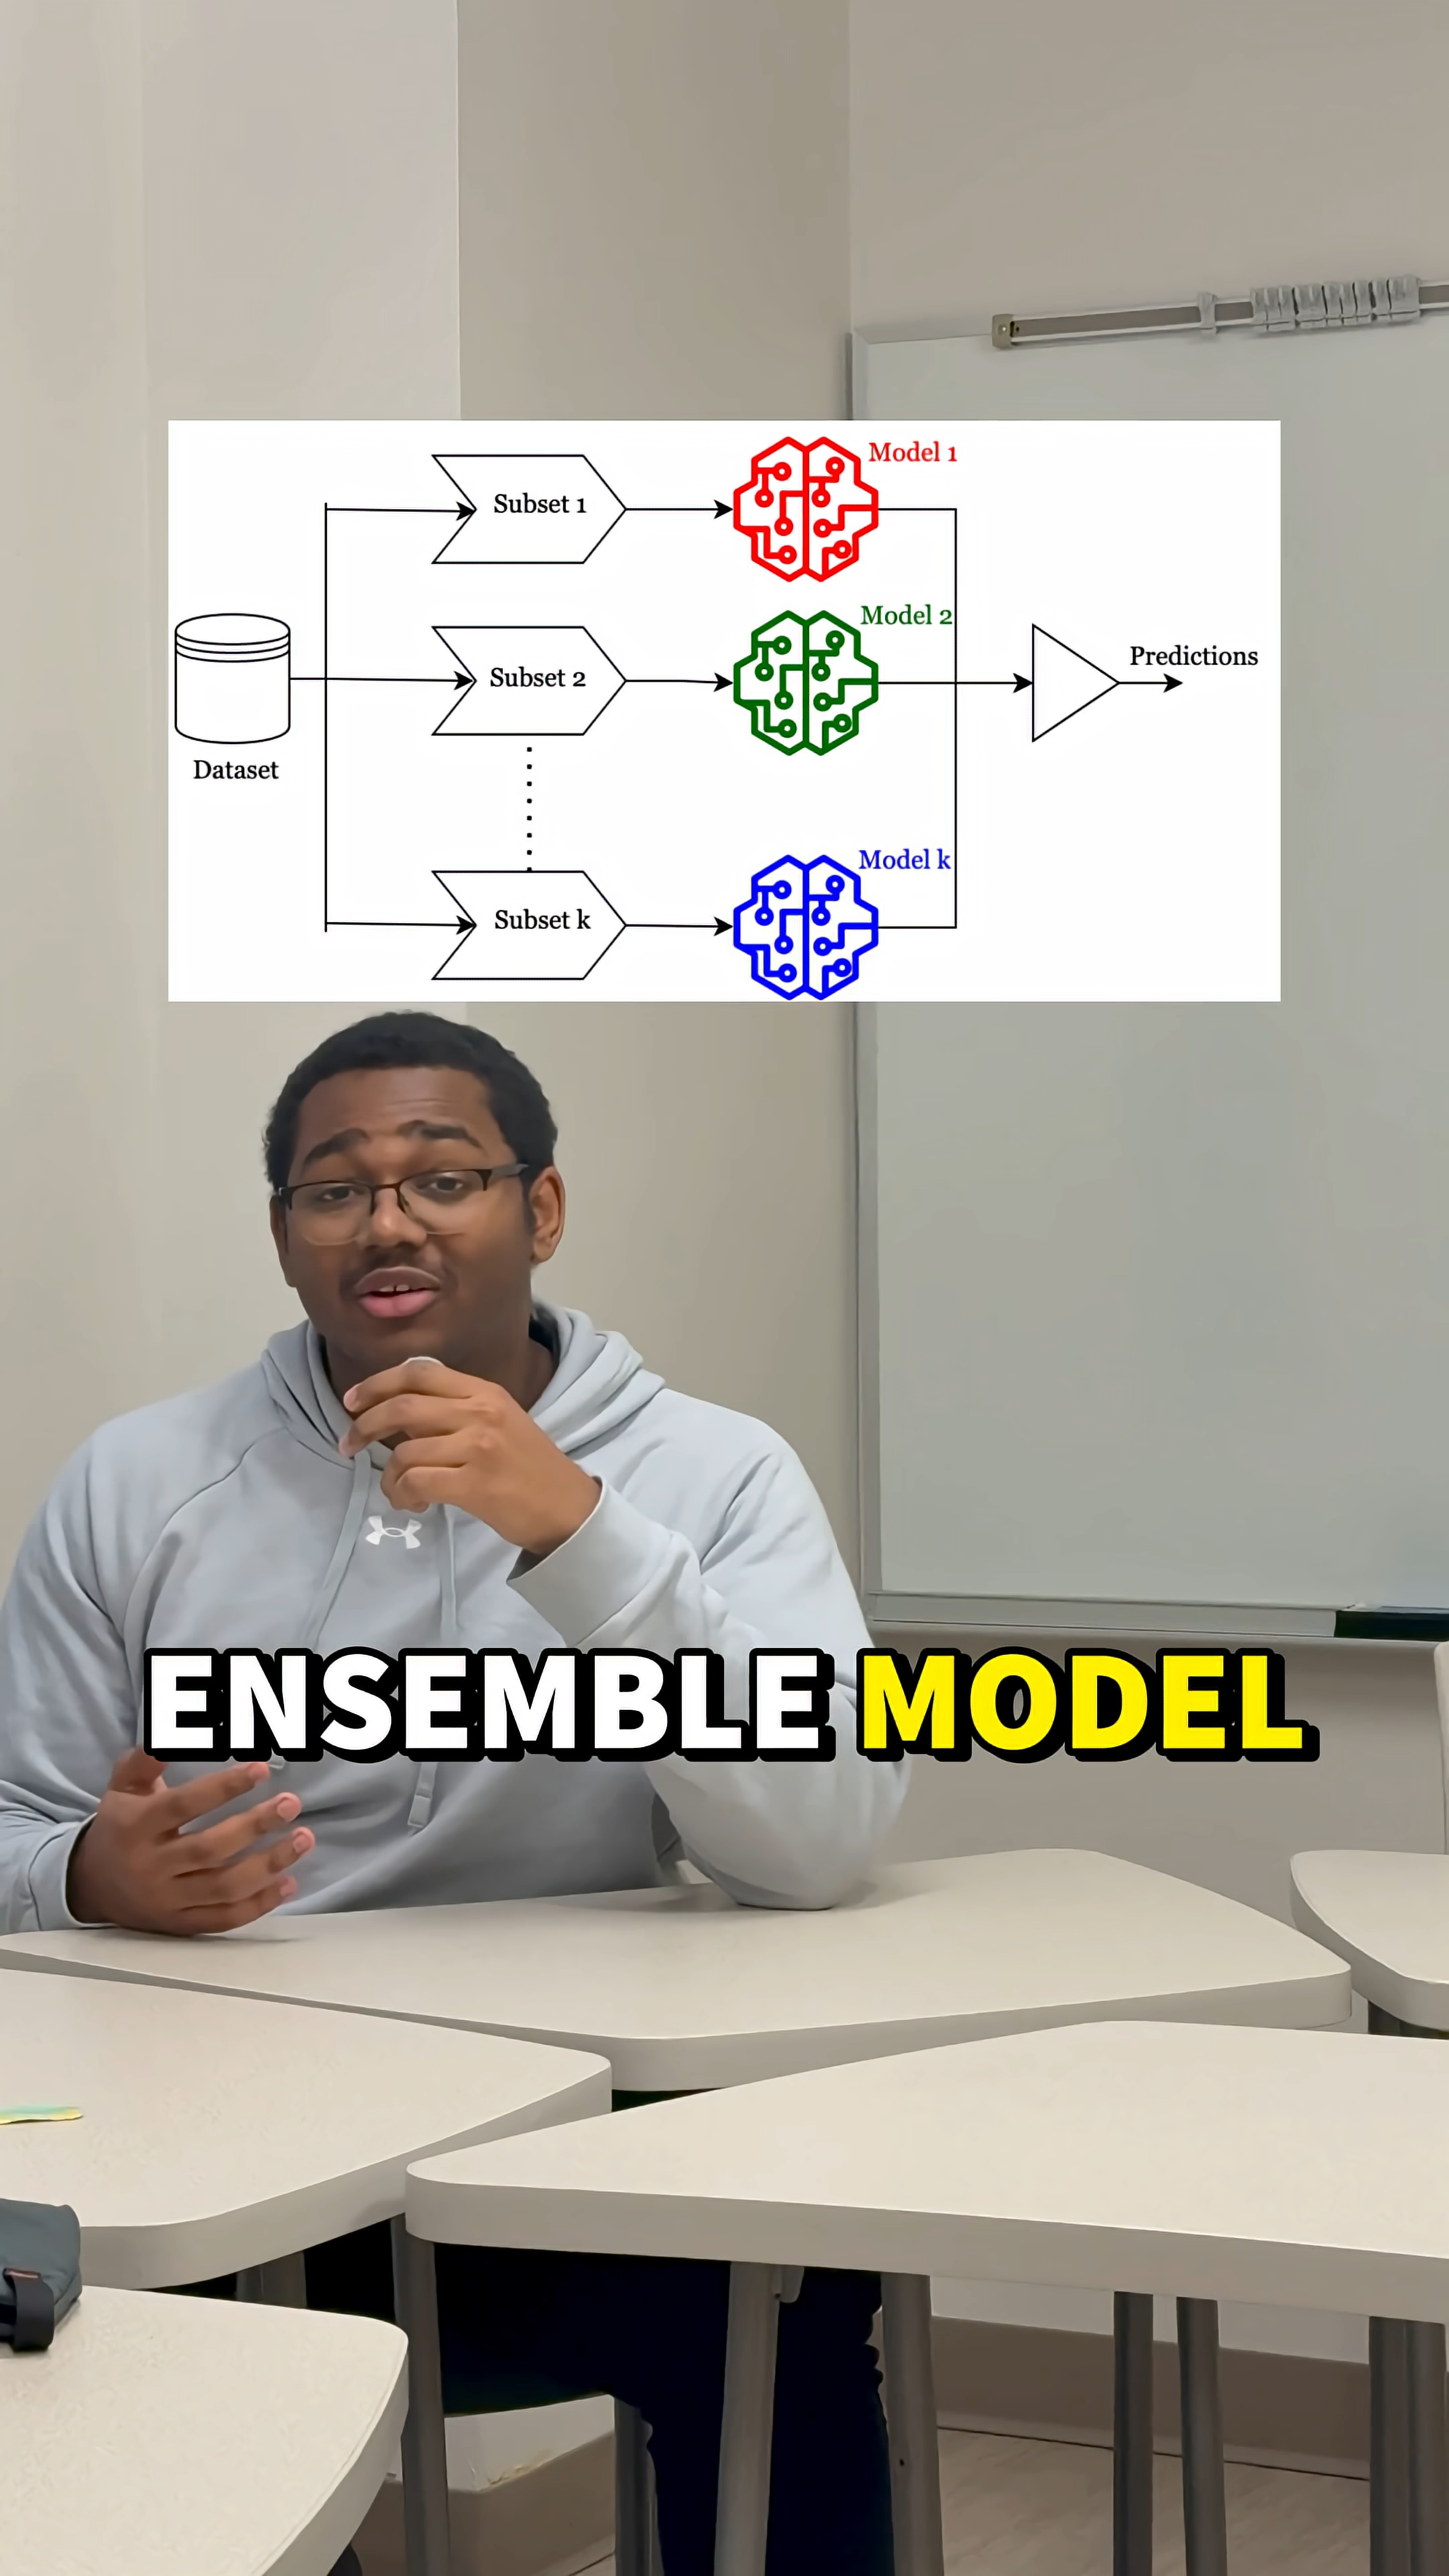 Model 1
Subset 1
Model 2
Subset 2
Predictions
Dataset
Model k
Subset k
ENSEMBLE MODEL